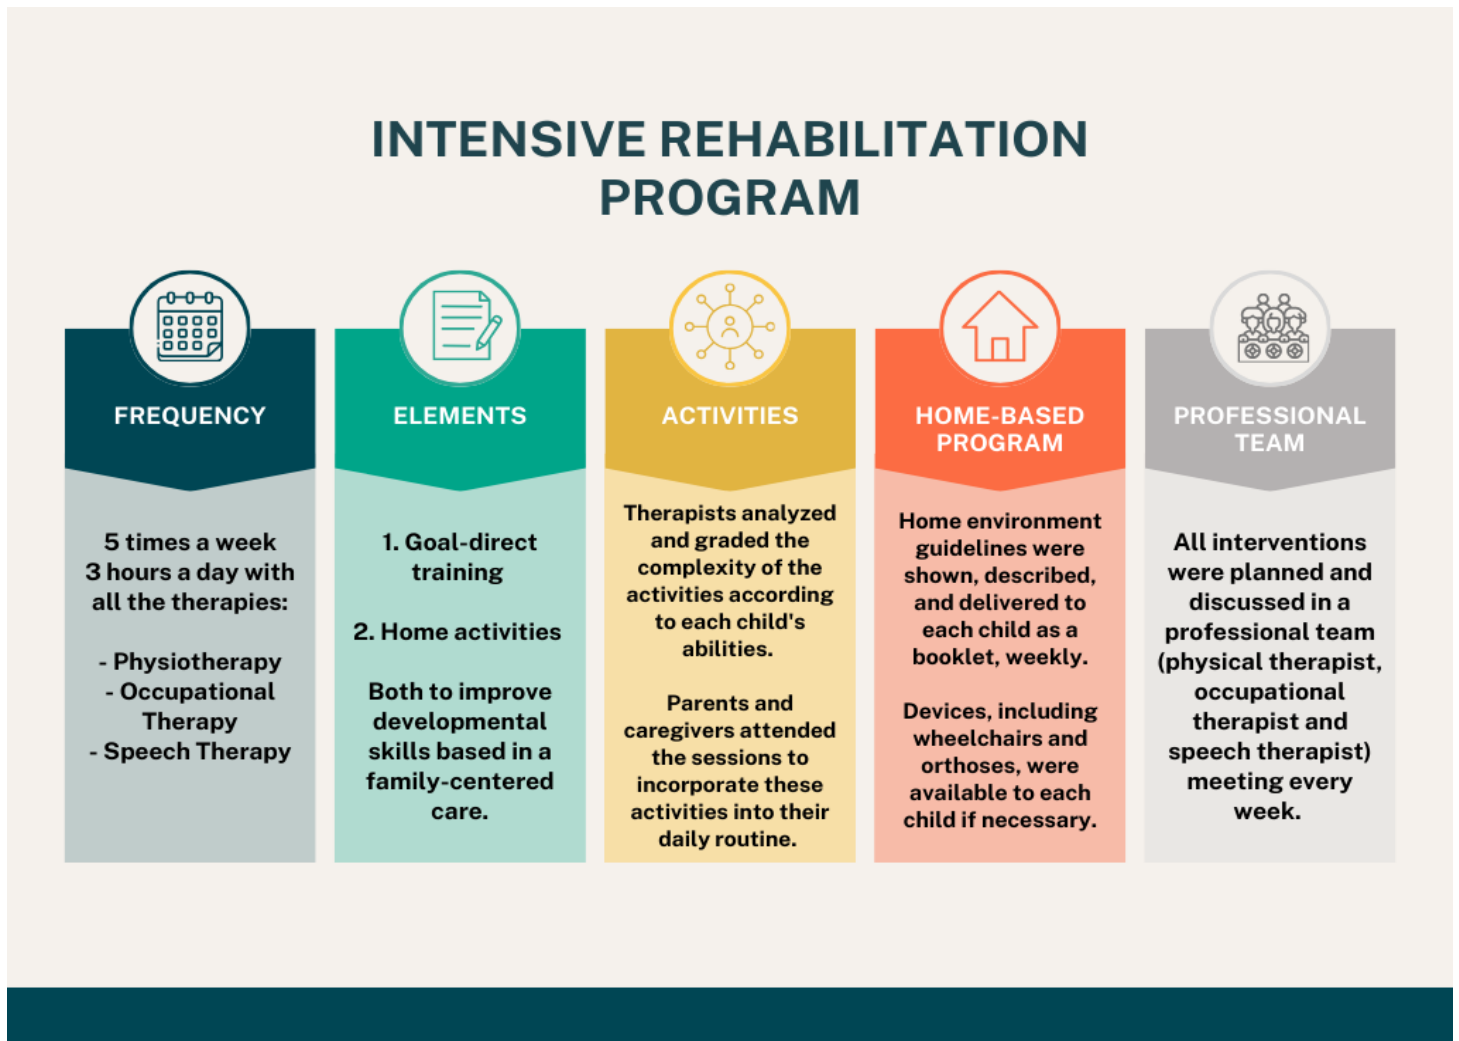 INTENSIVE REHABILITATION
PROGRAM
FREQUENCY
5 times a week
3 hours a day with
all the therapies:
- Physiotherapy
- Occupational
Therapy
- Speech Therapy
ELEMENTS
1. Goal-direct
training
2. Home activities
Both to improve
developmental
skills based in a
family-centered
care.
ACTIVITIES
Therapists analyzed
and graded the
complexity of the
activities according
to each child's
abilities.
Parents and
caregivers attended
the sessions to
incorporate these
activities into their
daily routine.
HOME-BASED
PROGRAM
Home environment
guidelines were
shown, described,
and delivered to
each child as a
booklet, weekly.
Devices, including
wheelchairs and
orthoses, were
available to each
child if necessary.
PROFESSIONAL
TEAM
All interventions
were planned and
discussed in a
professional team
(physical therapist,
occupational
therapist and
speech therapist)
meeting every
week.